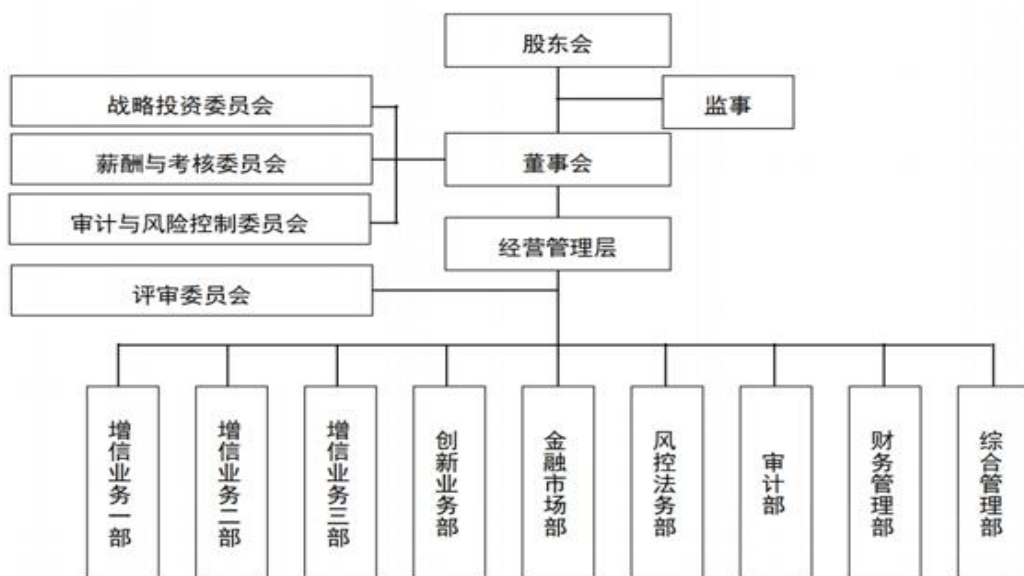 股东会
监事
战略投资委员会
薪酬与考核委员会
董事会
审计与风险控制委员会
经营管理层
评审委员会
增信业务一部
增信业务二部
增信业务三部
创新业务部
金融市场部
风控法务部
审计部
财务管理部
综合管理部